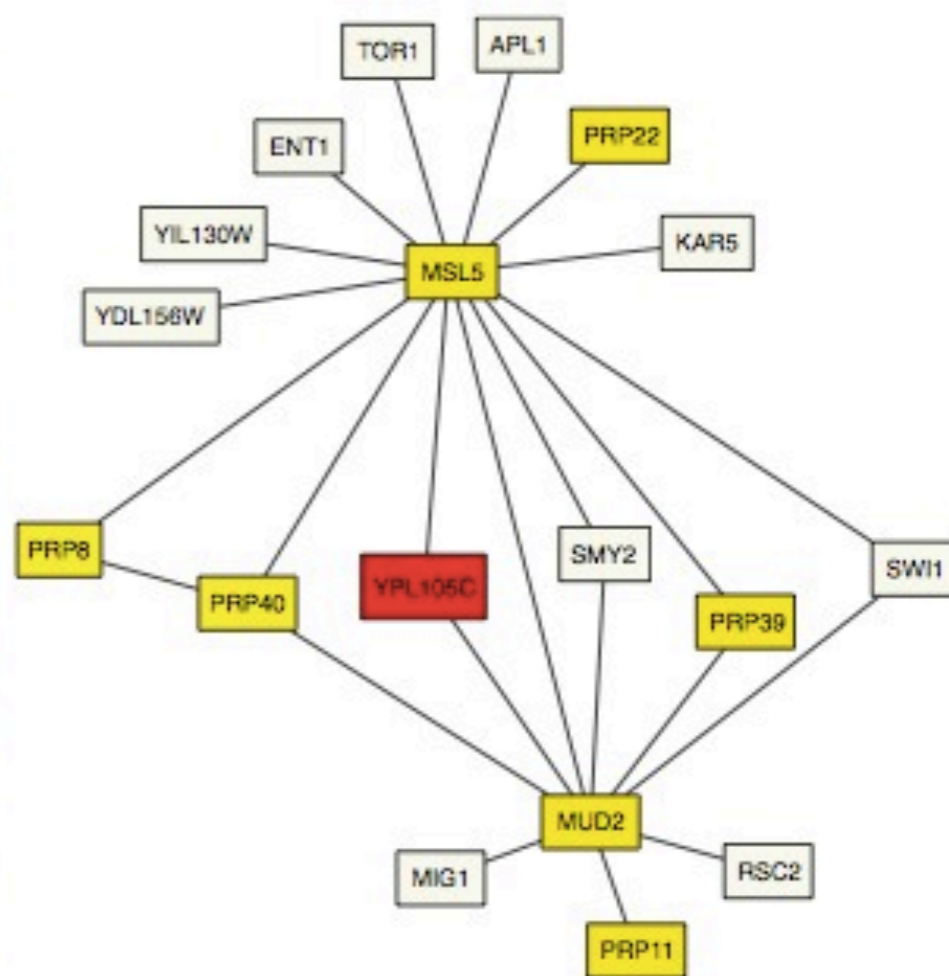 TOR1
APL1
PRP22
ENT1
YIL130W
KAR5
MSL5
YDL156W
PRP8
SMY2
SWI1
YPL105C
PRP40
PRP39
MUD2
MIG1
RSC2
PRP11